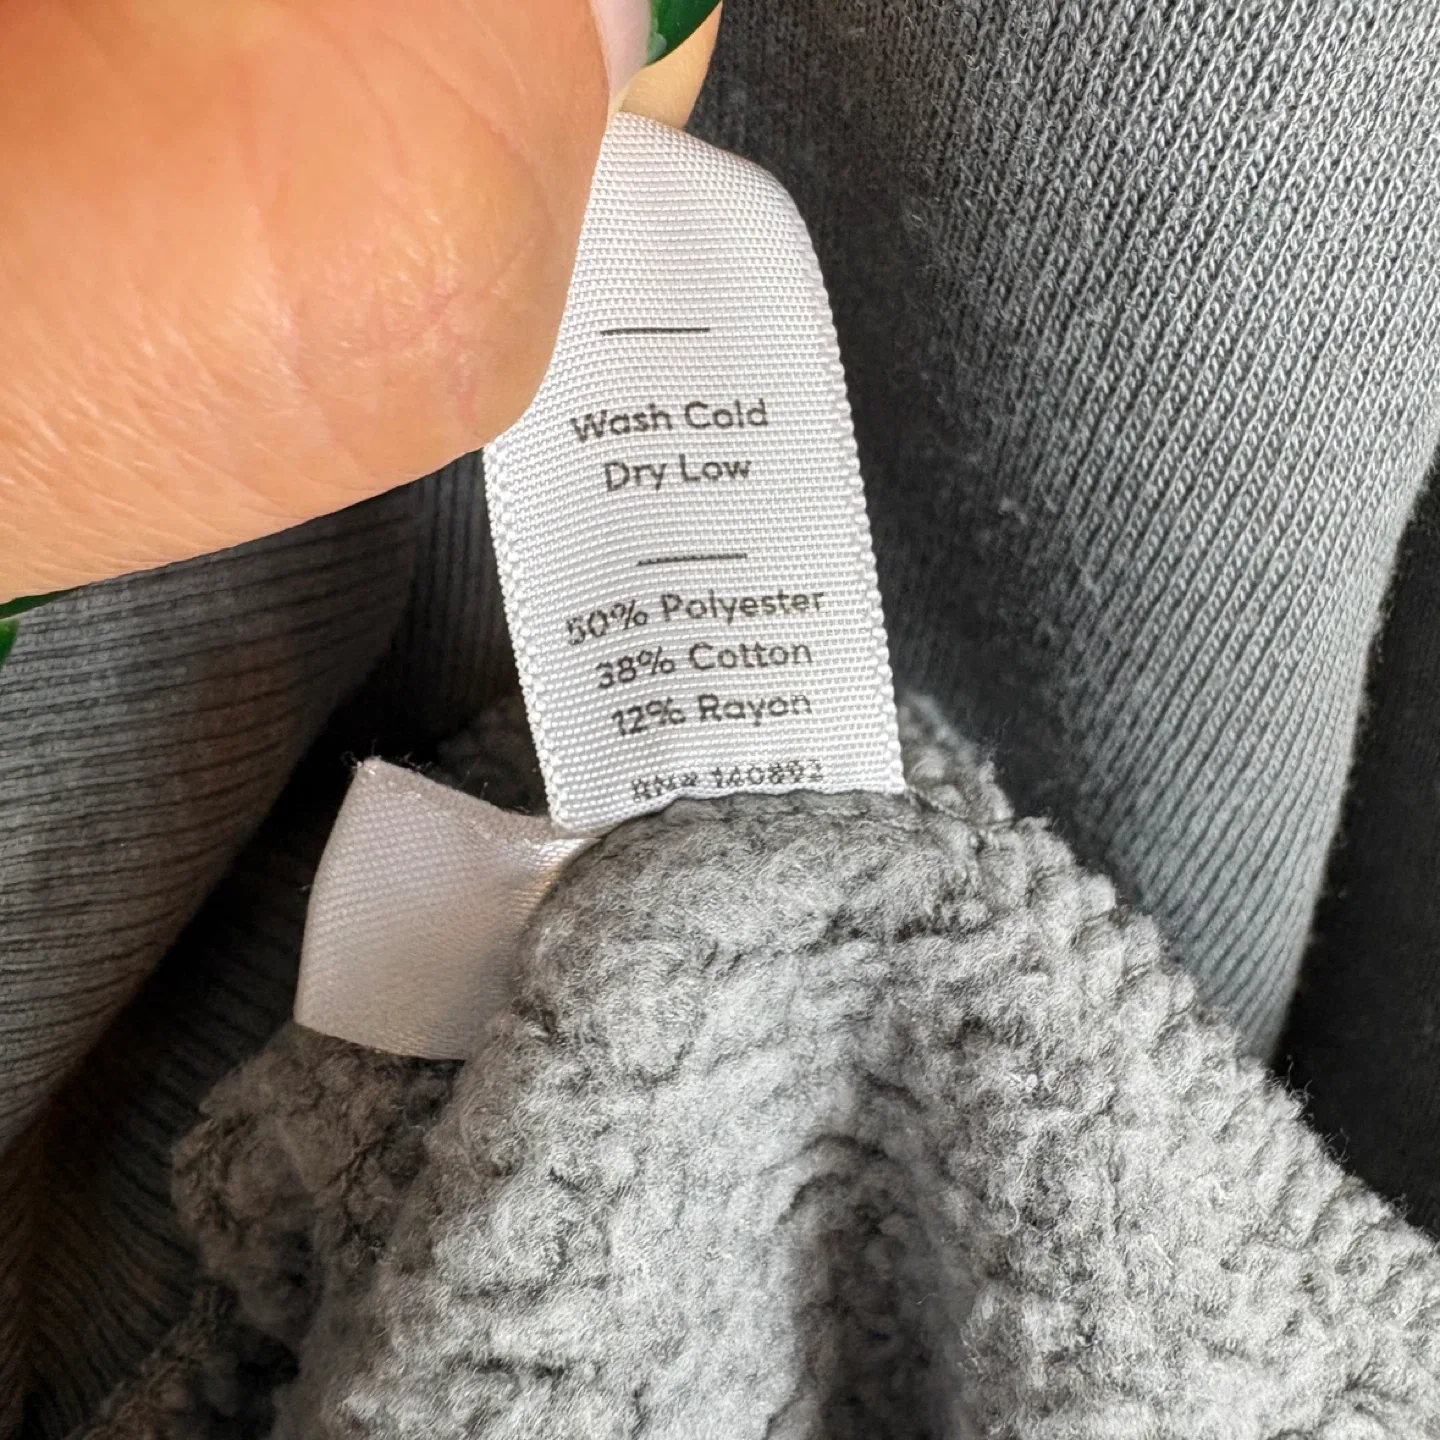 Wash Cold
Dry Low
50% Polyester
38% Cotton
12% Rayon
RN# 140892